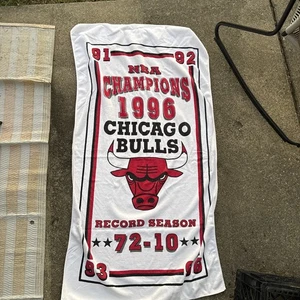 91 92
NBA
CHAMPIONS
1996
CHICAGO
BULLS
RECORD SEASON
★★72-10★★
93 96